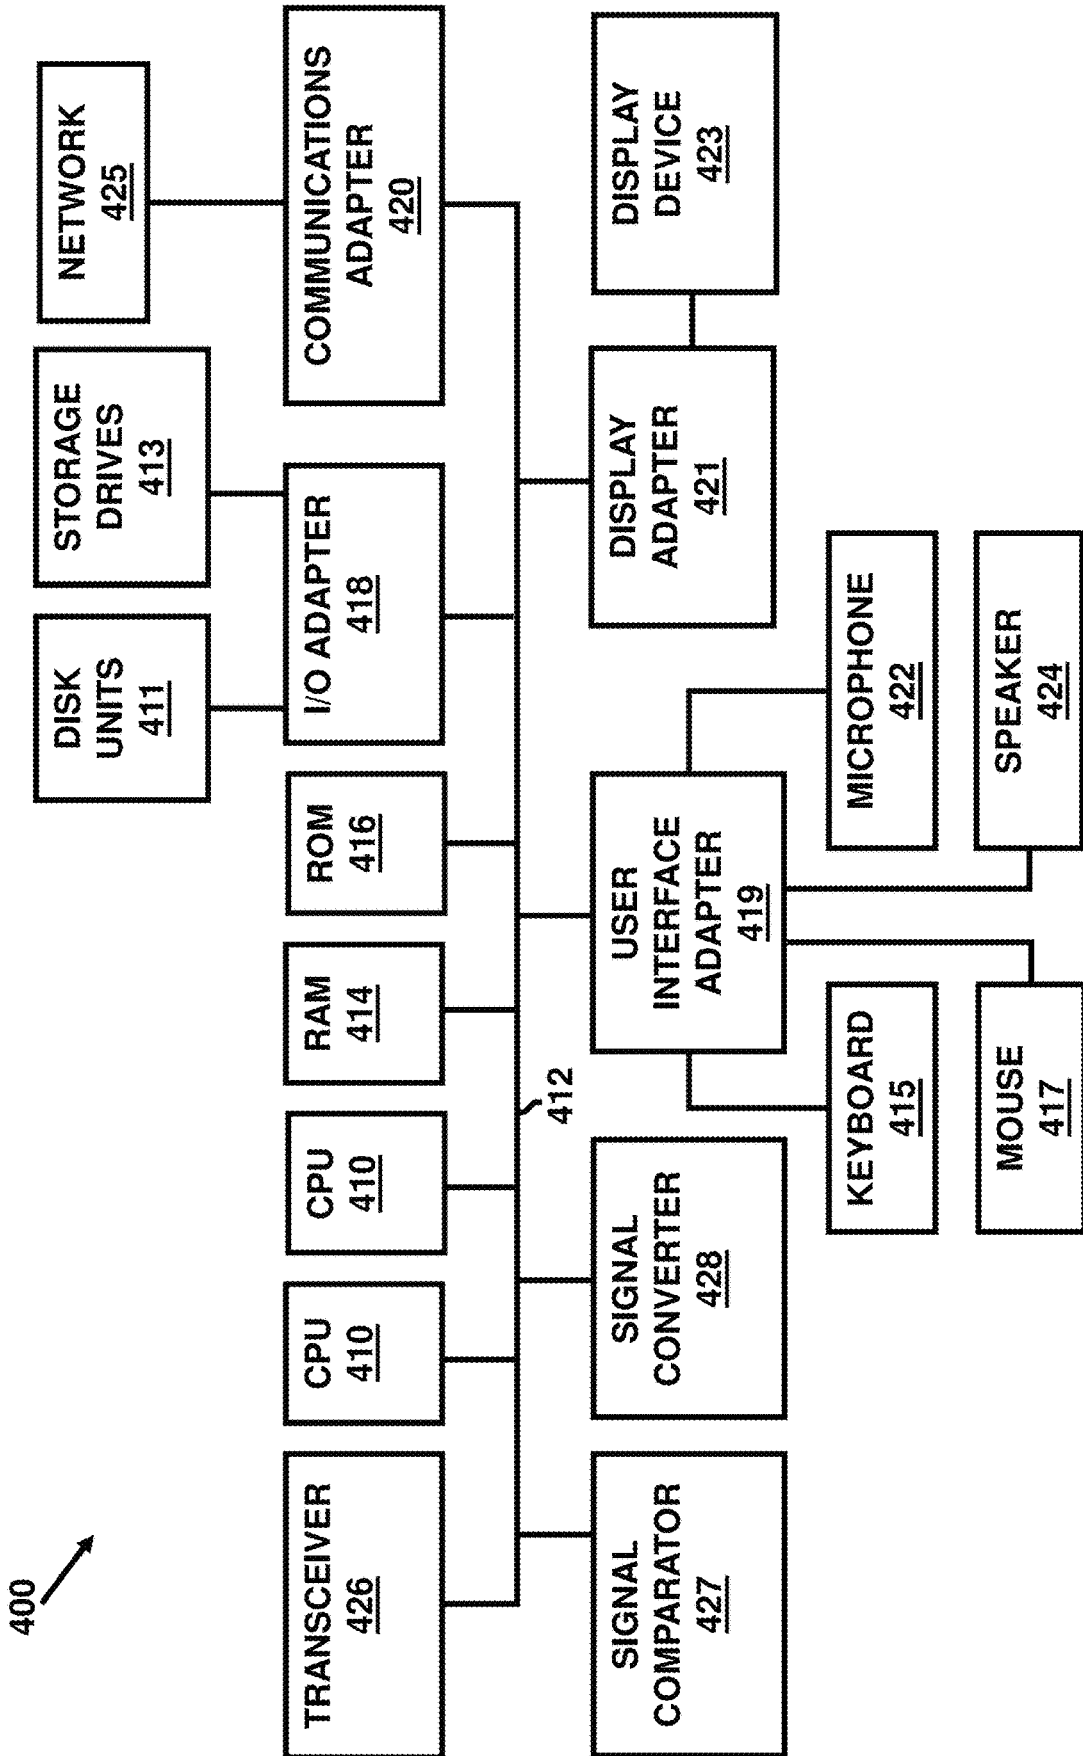 400
NETWORK
425
DISK
UNITS
411
STORAGE
DRIVES
413
TRANSCEIVER
426
CPU
410
CPU
410
RAM
414
ROM
416
I/O ADAPTER
418
COMMUNICATIONS
ADAPTER
420
412
SIGNAL
COMPARATOR
427
SIGNAL
CONVERTER
428
USER
INTERFACE
ADAPTER
419
DISPLAY
ADAPTER
421
DISPLAY
DEVICE
423
KEYBOARD
415
MICROPHONE
422
MOUSE
417
SPEAKER
424